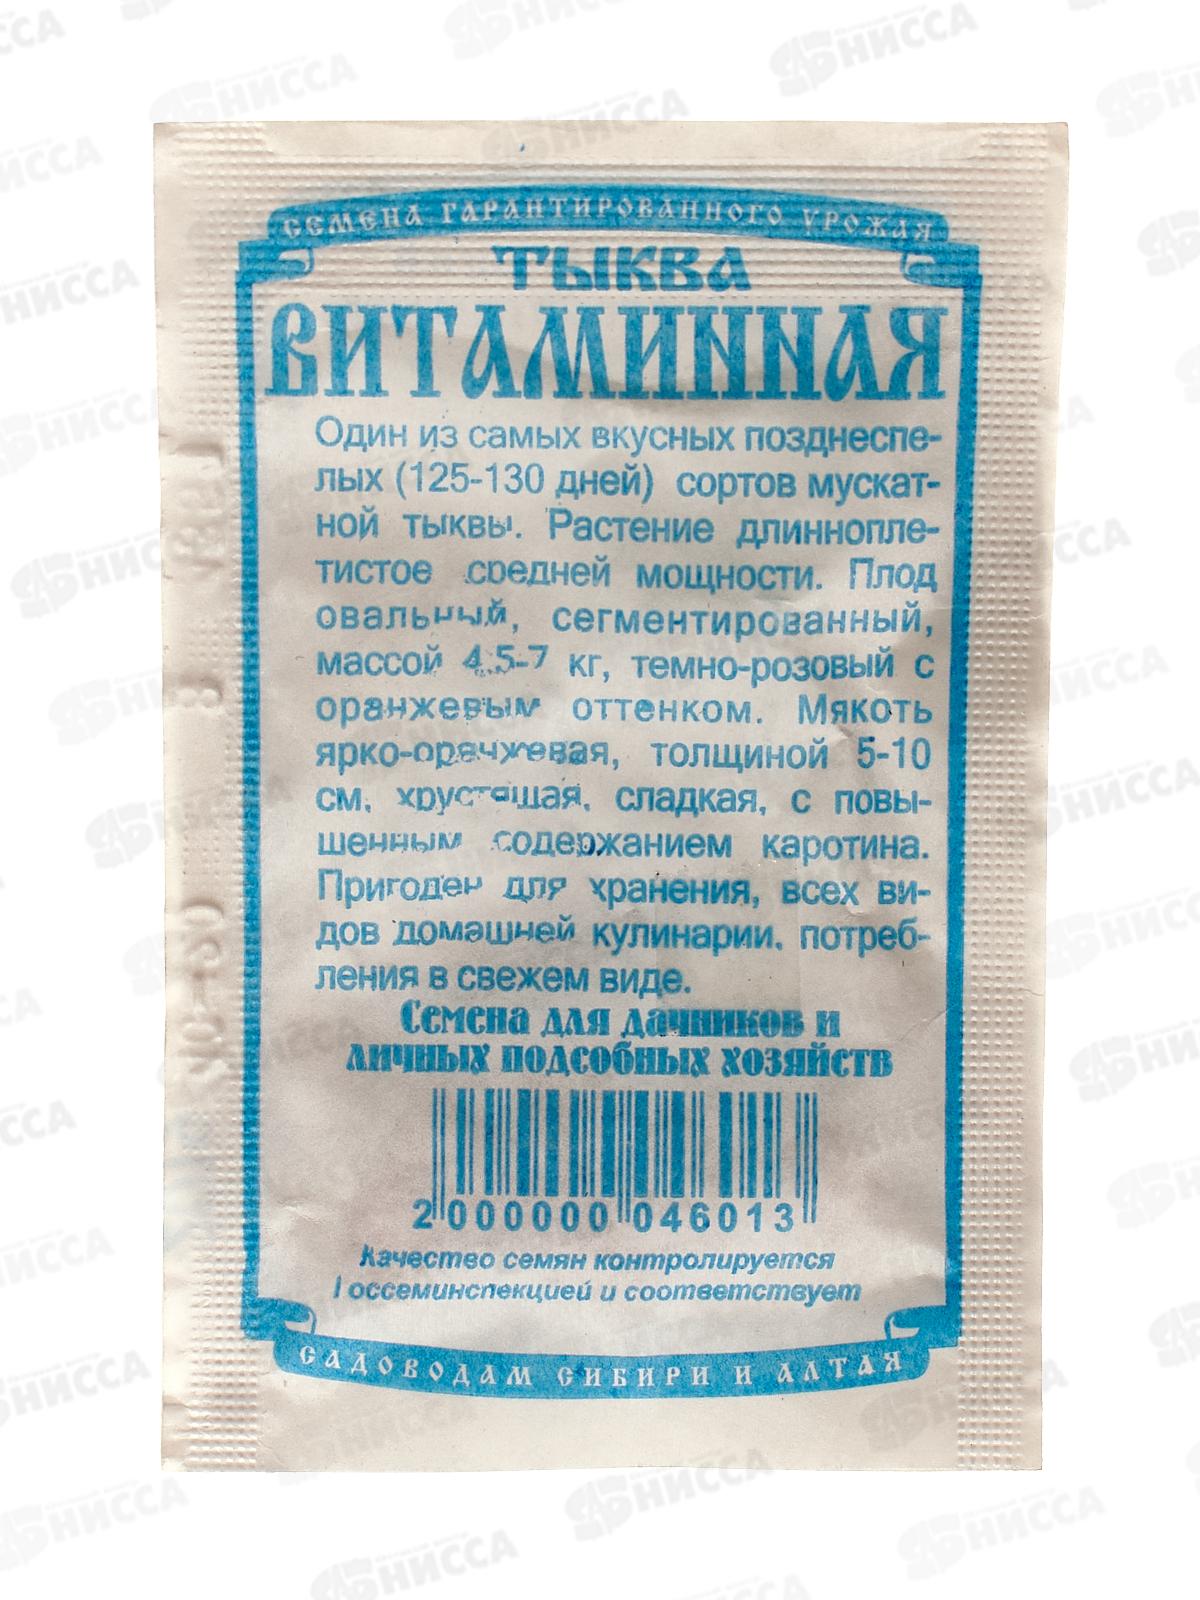 СЕМЕНА ГАРАНТИРОВАННОГО УРОЖАЯ
ТЫКВА
ВИТАМИННАЯ
Один из самых вкусных позднеспе-
лых (125-130 дней) сортов мускат-
ной тыквы. Растение длиннопле-
тистое средней мощности. Плод
овальный, сегментированный,
массой 4,5-7 кг, темно-розовый с
оранжевым оттенком. Мякоть
ярко-оранжевая, толщиной 5-10
см, хрустящая, сладкая, с повы-
шенным содержанием каротина.
Пригоден для хранения, всех ви-
дов домашней кулинарии, потреб-
ления в свежем виде.
Семена для дачников и
личных подсобных хозяйств
2 000000 046013
Качество семян контролируется
Госсеминспекцией и соответствует
САДОВОДАМ СИБИРИ И АЛТАЯ